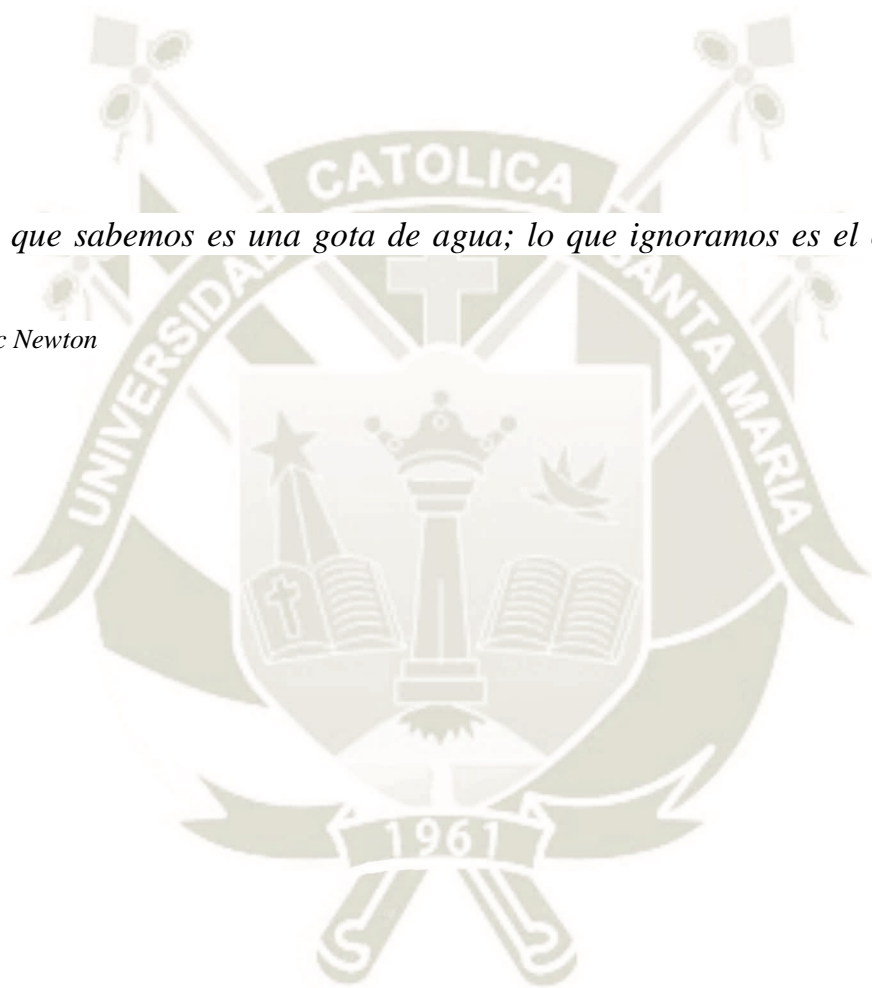 CATOLICA
que sabemos es una gota de agua; lo que ignoramos es el
UNIVERSIDAD SANTA MARIA
Newton
1961